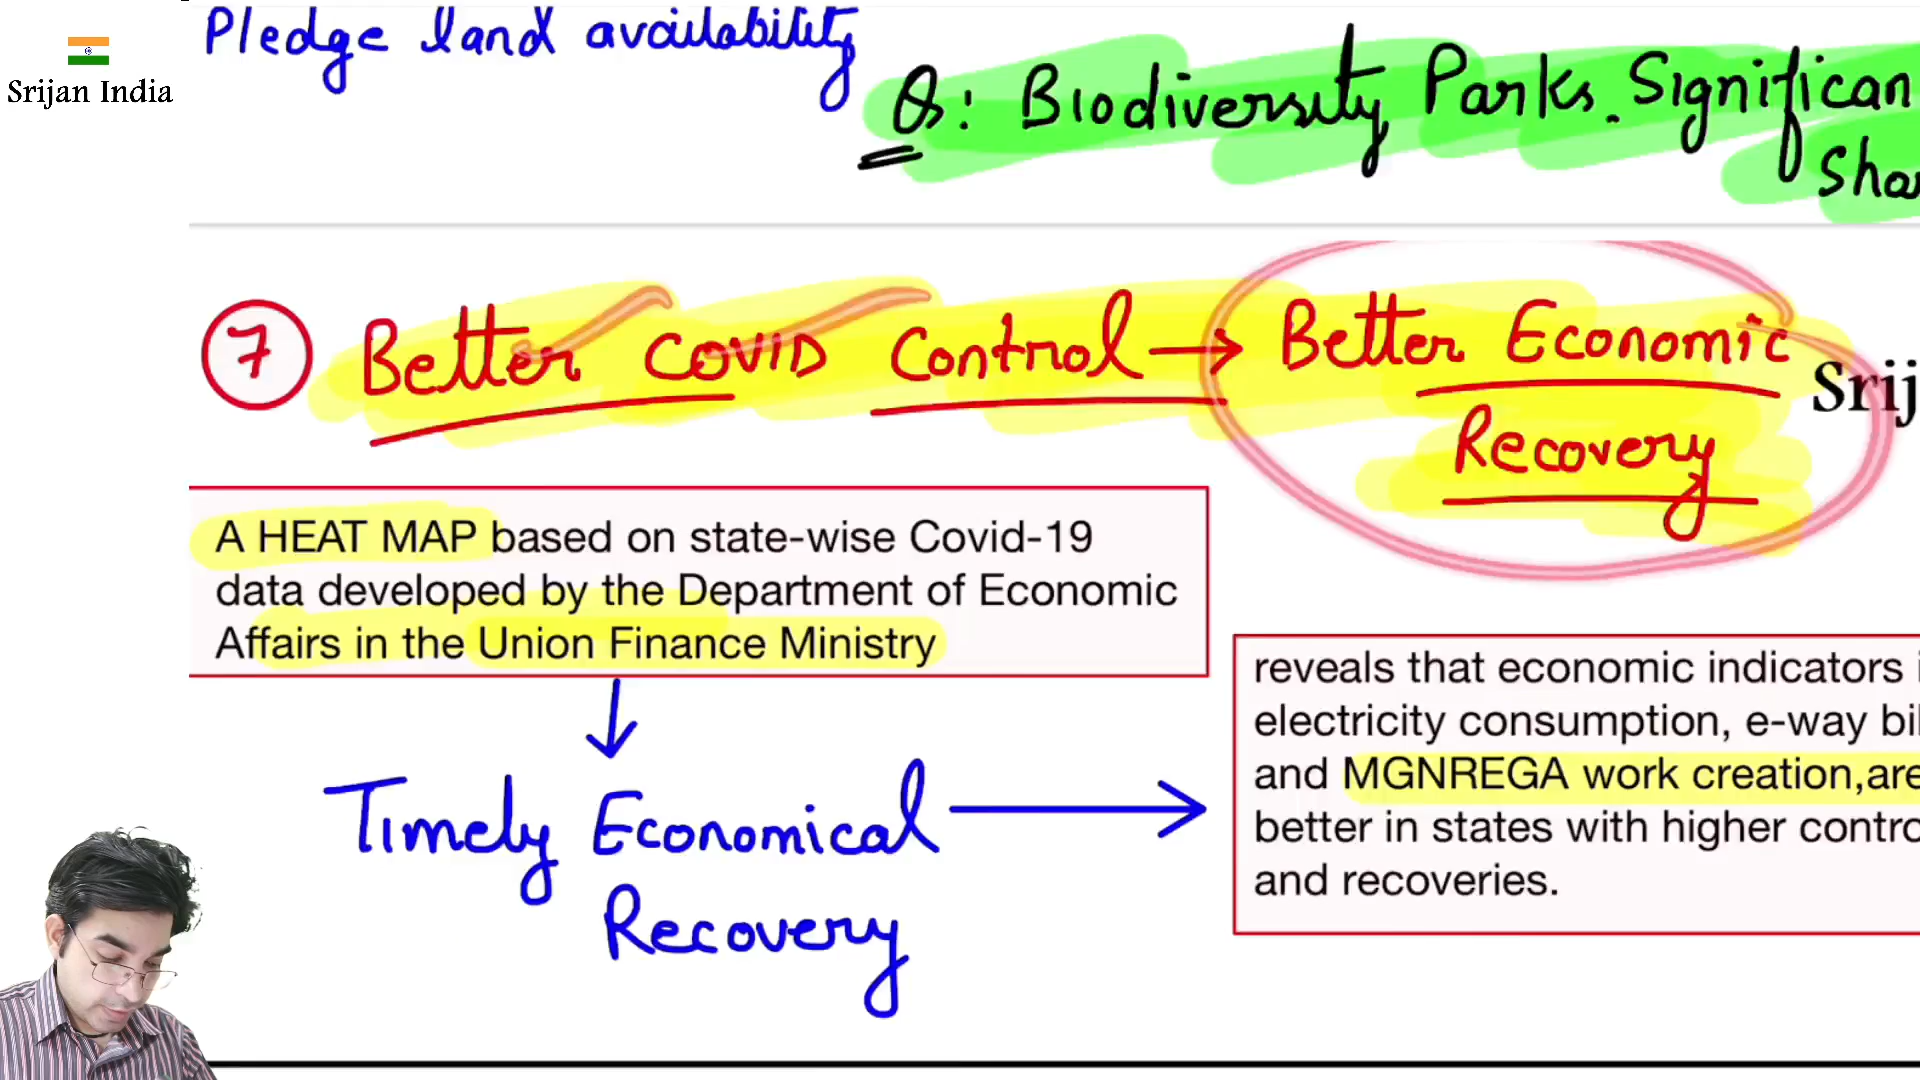 Pledge land availability
Srijan India
Q: Biodiversity Parks. Significan
Sha
7 Better COVID Control → Better Economic
Recovery
Srij
A HEAT MAP based on state-wise Covid-19
data developed by the Department of Economic
Affairs in the Union Finance Ministry
reveals that economic indicators i
electricity consumption, e-way bil
and MGNREGA work creation,are
better in states with higher contro
and recoveries.
Timely Economical
Recovery